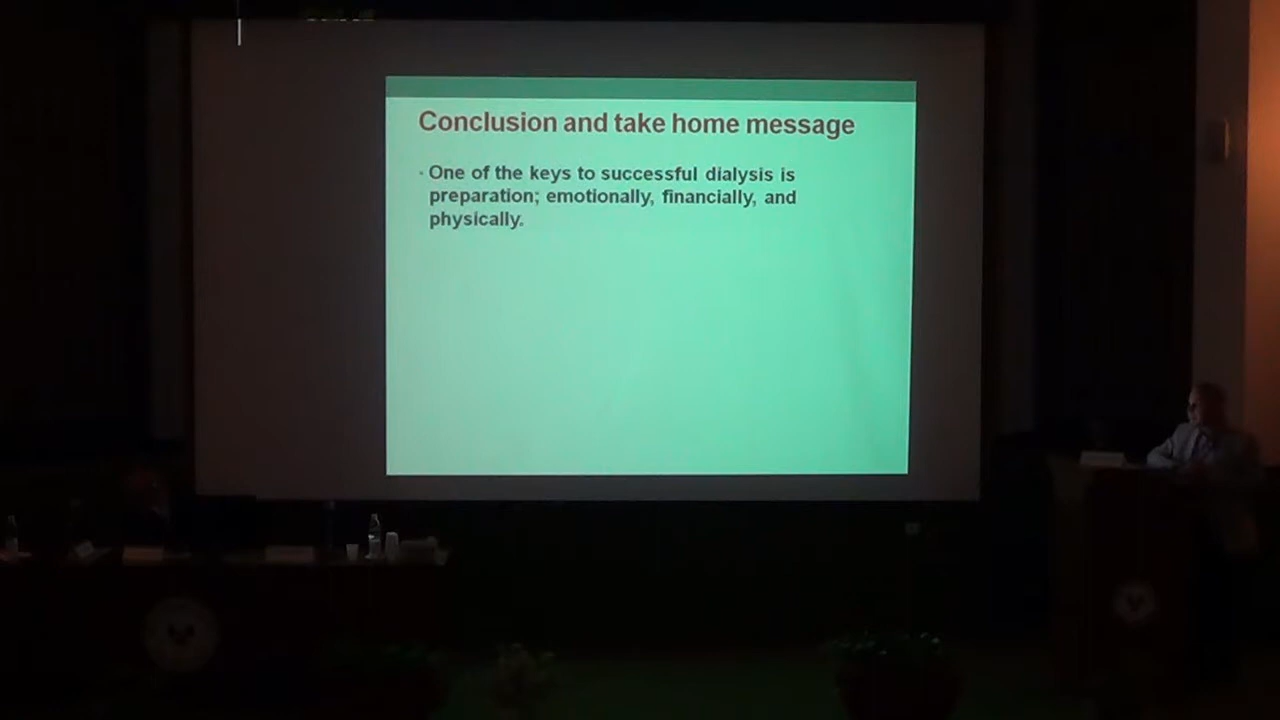 Conclusion and take home message
• One of the keys to successful dialysis is
preparation; emotionally, financially, and
physically.